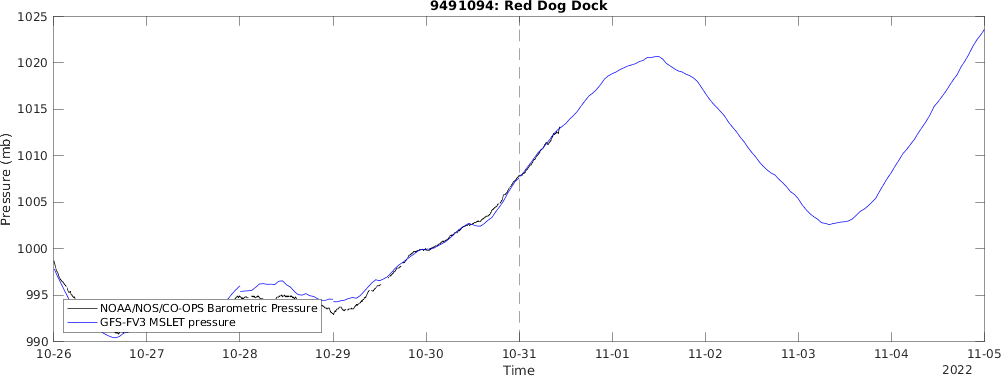 9491094: Red Dog Dock
Pressure (mb)
1025
1020
1015
1010
1005
1000
995
990
NOAA/NOS/CO-OPS Barometric Pressure
GFS-FV3 MSLET pressure
10-26 10-27 10-28 10-29 10-30 10-31 11-01 11-02 11-03 11-04 11-05
Time
2022